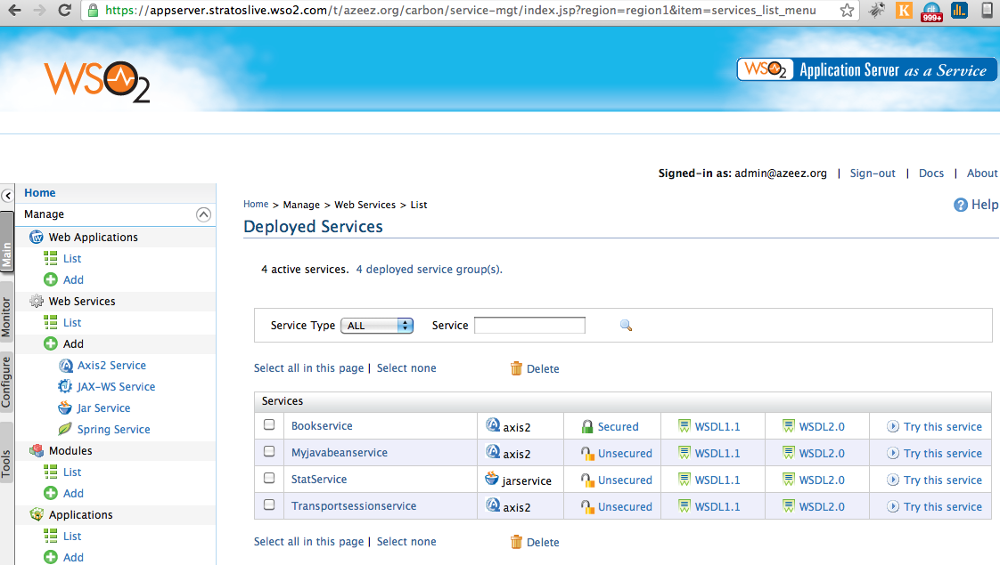 https://appserver.stratoslive.wso2.com/t/azeez.org/carbon/service-mgt/index.jsp?region=region1&item=services_list_menu K 999+
WSO2
WSO2 Application Server as a Service
Signed-in as: admin@azeez.org | Sign-out | Docs | About
Main
Monitor
Configure
Tools
Home
Manage
Web Applications
List
Add
Web Services
List
Add
Axis2 Service
JAX-WS Service
Jar Service
Spring Service
Modules
List
Add
Applications
List
Add
Home > Manage > Web Services > List
Help
Deployed Services
4 active services. 4 deployed service group(s).
Service Type ALL Service
Select all in this page | Select none Delete
Services
Bookservice axis2 Secured WSDL1.1 WSDL2.0 Try this service
Myjavabeanservice axis2 Unsecured WSDL1.1 WSDL2.0 Try this service
StatService jarservice Unsecured WSDL1.1 WSDL2.0 Try this service
Transportsessionservice axis2 Unsecured WSDL1.1 WSDL2.0 Try this service
Select all in this page | Select none Delete